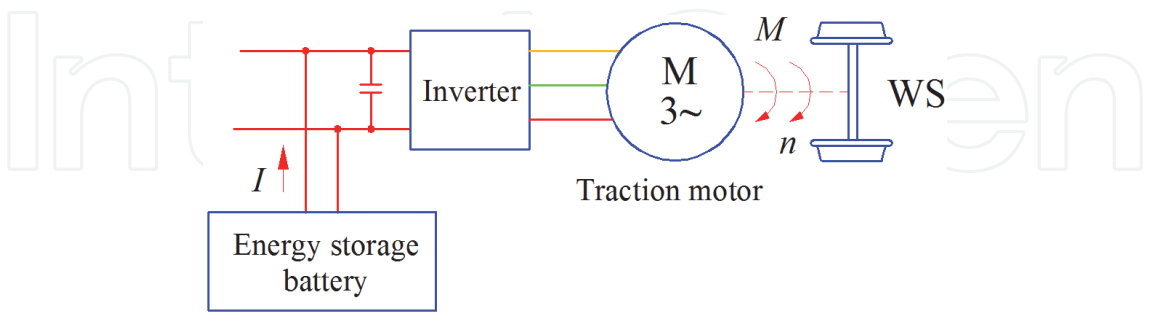 Inverter
M
3~
M
n
WS
Traction motor
I
Energy storage
battery